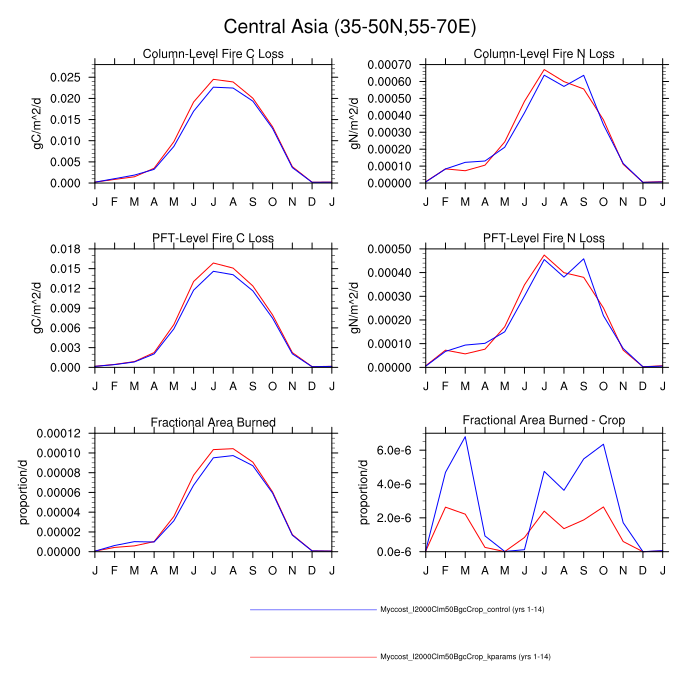 Central Asia (35-50N,55-70E)
Column-Level Fire C Loss
gC/m^2/d
0.025
0.020
0.015
0.010
0.005
0.000
J F M A M J J A S O N D J
Column-Level Fire N Loss
gN/m^2/d
0.00070
0.00060
0.00050
0.00040
0.00030
0.00020
0.00010
0.00000
J F M A M J J A S O N D J
PFT-Level Fire C Loss
gC/m^2/d
0.018
0.015
0.012
0.009
0.006
0.003
0.000
J F M A M J J A S O N D J
PFT-Level Fire N Loss
gN/m^2/d
0.00050
0.00040
0.00030
0.00020
0.00010
0.00000
J F M A M J J A S O N D J
Fractional Area Burned
proportion/d
0.00012
0.00010
0.00008
0.00006
0.00004
0.00002
0.00000
J F M A M J J A S O N D J
Fractional Area Burned - Crop
proportion/d
6.0e-6
4.0e-6
2.0e-6
0.0e-6
J F M A M J J A S O N D J
Myccost_I2000Clm50BgcCrop_control (yrs 1-14)
Myccost_I2000Clm50BgcCrop_kparams (yrs 1-14)